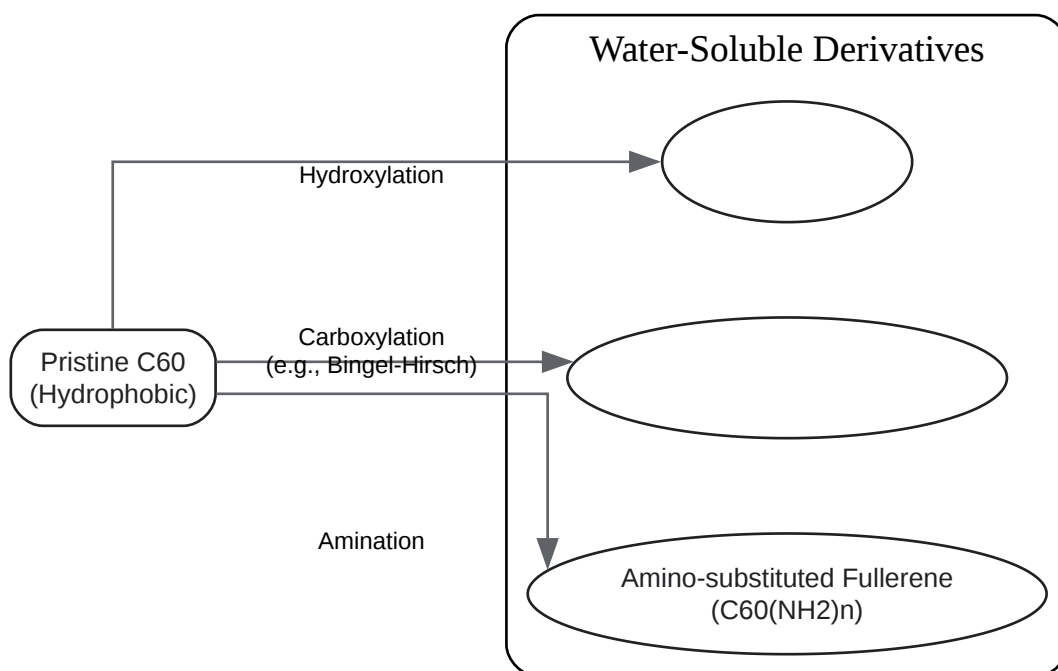 Water-Soluble Derivatives
Hydroxylation
Carboxylation
(e.g., Bingel-Hirsch)
Pristine C60
(Hydrophobic)
Amination
Amino-substituted Fullerene
(C60(NH2)n)